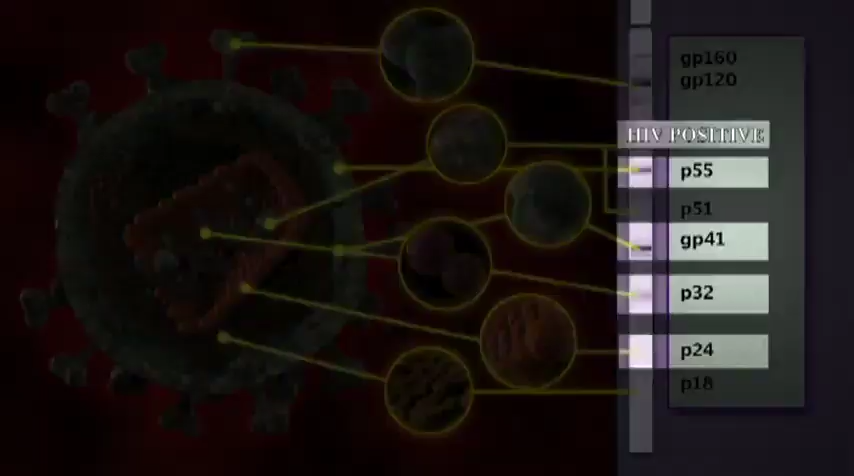 gp160
gp120
HIV POSITIVE
p55
p51
gp41
p32
p24
p18